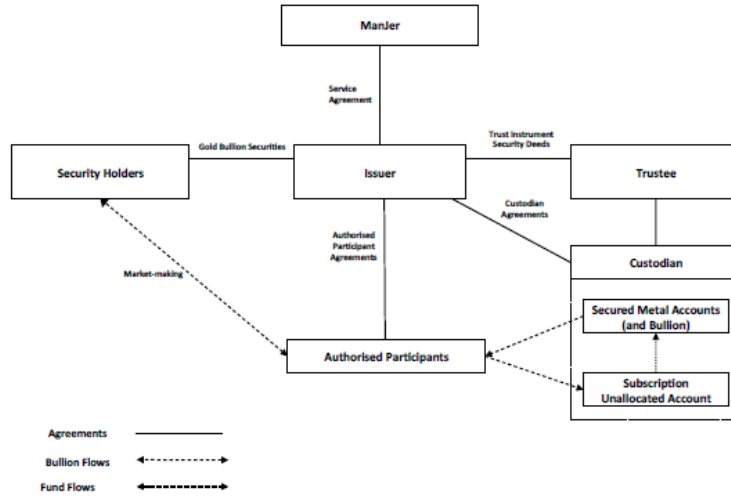 ManJer
Service
Agreement
Gold Bullion Securities
Trust Instrument
Security Deeds
Security Holders
Issuer
Trustee
Custodian
Agreements
Authorised
Participant
Agreements
Market-making
Custodian
Secured Metal Accounts
(and Bullion)
Authorised Participants
Subscription
Unallocated Account
Agreements
Bullion Flows
Fund Flows